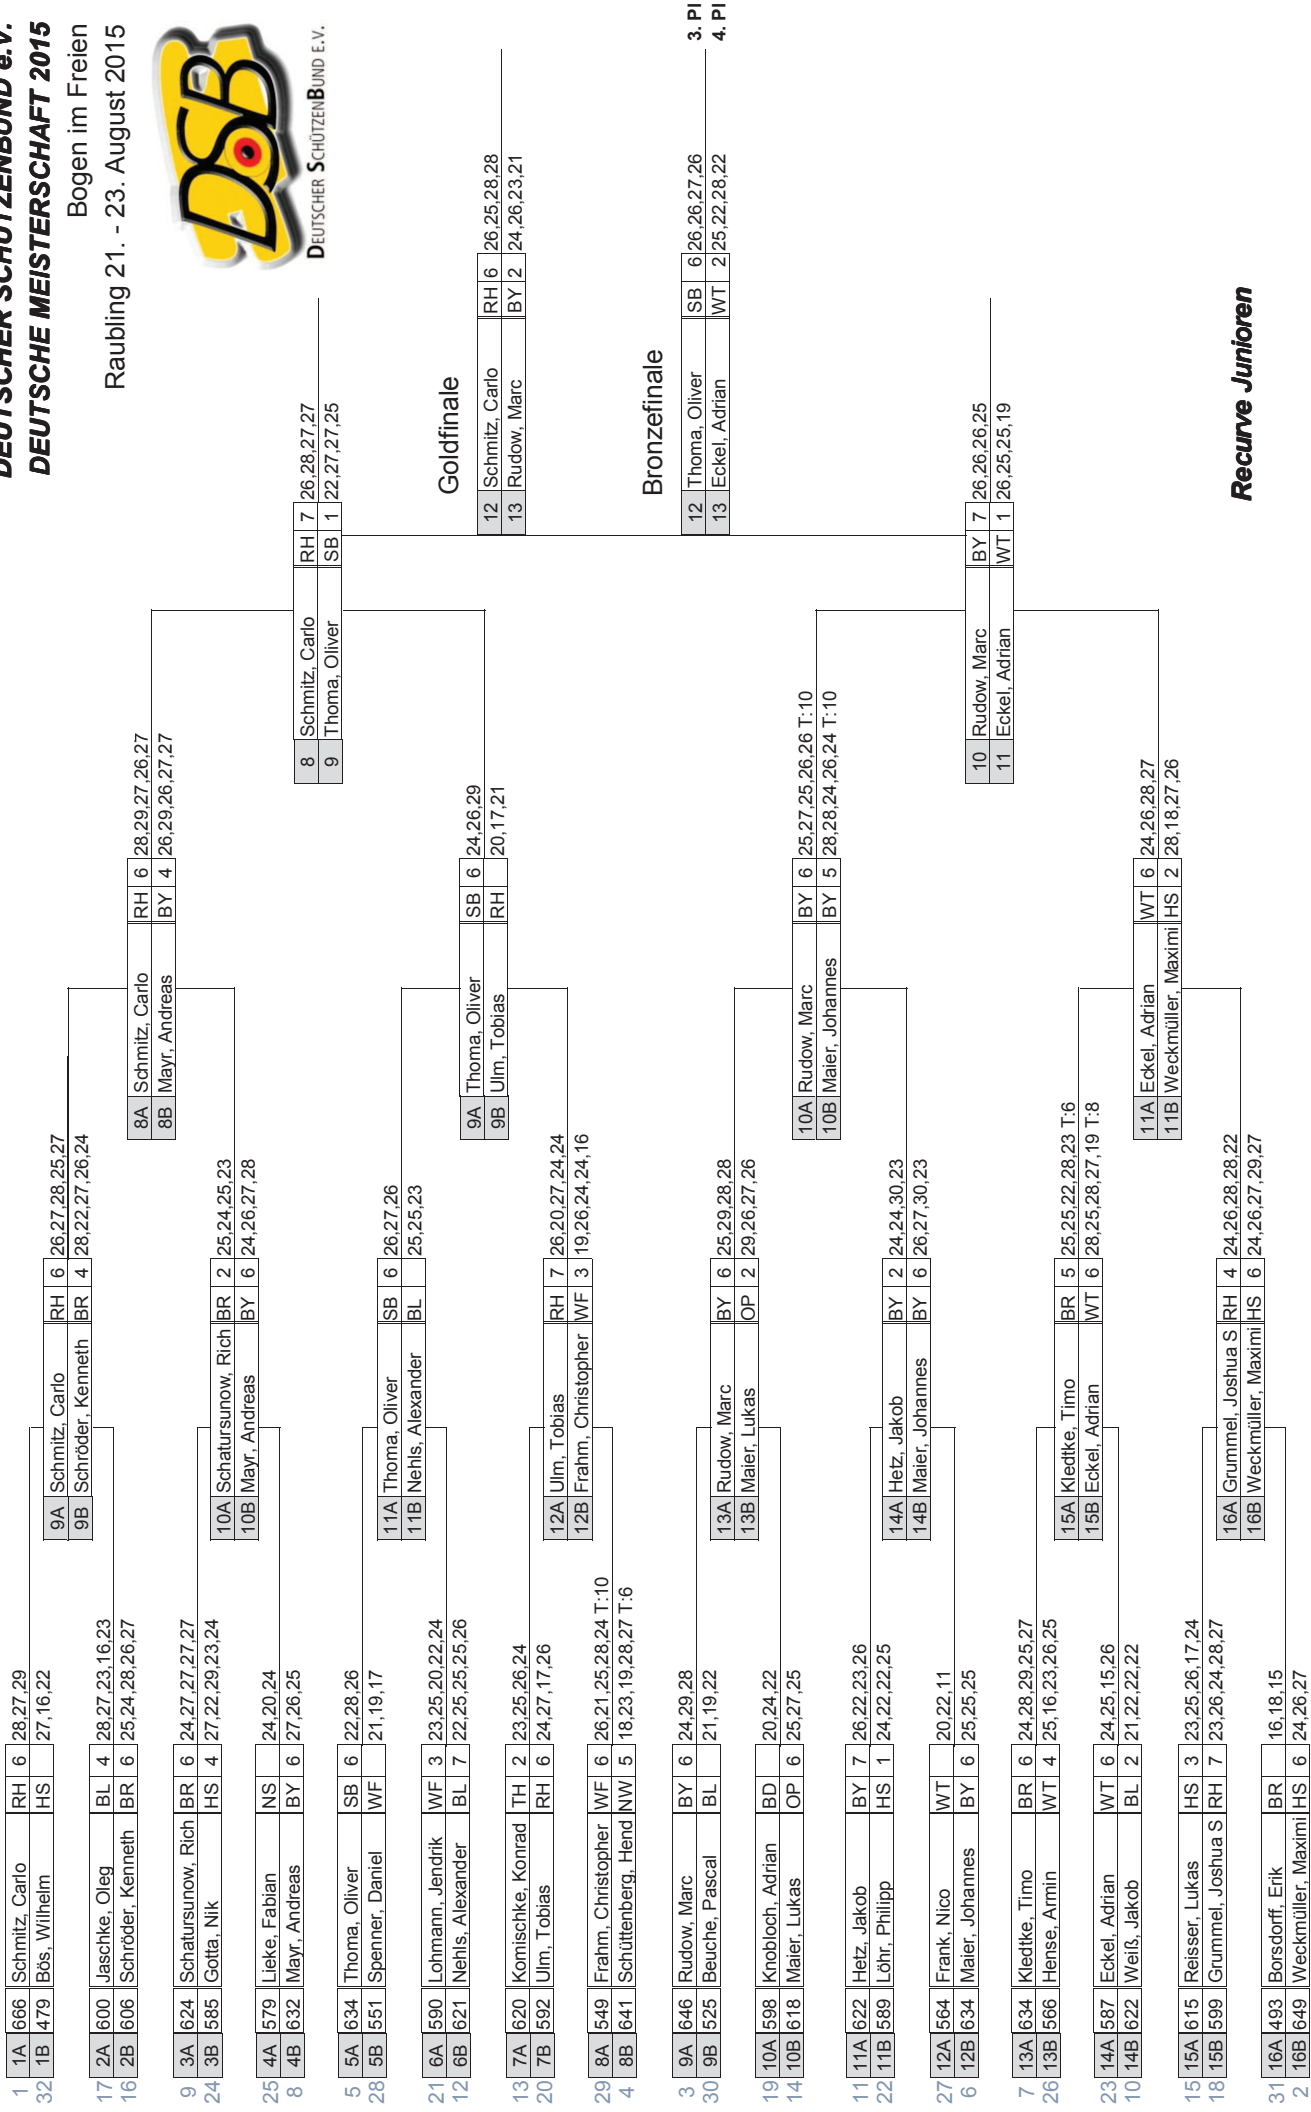 DEUTSCHER SCHÜTZENBUND e.V.
DEUTSCHE MEISTERSCHAFT 2015
Bogen im Freien
Raubling 21. - 23. August 2015
DSB
DEUTSCHER SCHÜTZENBUND E.V.
1 1A 666 Schmitz, Carlo RH 6 28,27,29
32 1B 479 Bös, Wilhelm HS 27,16,22
17 2A 600 Jaschke, Oleg BL 4 28,27,23,16,23
16 2B 606 Schröder, Kenneth BR 6 25,24,28,26,27
9 3A 624 Schatursunow, Rich BR 6 24,27,27,27,27
24 3B 585 Gotta, Nik HS 4 27,22,29,23,24
25 4A 579 Lieke, Fabian NS 24,20,24
8 4B 632 Mayr, Andreas BY 6 27,26,25
5 5A 634 Thoma, Oliver SB 6 22,28,26
28 5B 551 Spenner, Daniel WF 21,19,17
21 6A 590 Lohmann, Jendrik WF 3 23,25,20,22,24
12 6B 621 Nehls, Alexander BL 7 22,25,25,25,26
13 7A 620 Komischke, Konrad TH 2 23,25,26,24
20 7B 592 Ulm, Tobias RH 6 24,27,17,26
29 8A 549 Frahm, Christopher WF 6 26,21,25,28,24 T:10
4 8B 641 Schüttenberg, Hend NW 5 18,23,19,28,27 T:6
3 9A 646 Rudow, Marc BY 6 24,29,28
30 9B 525 Beuche, Pascal BL 21,19,22
19 10A 598 Knobloch, Adrian BD 20,24,22
14 10B 618 Maier, Lukas OP 6 25,27,25
11 11A 622 Hetz, Jakob BY 7 26,22,23,26
22 11B 589 Löhr, Philipp HS 1 24,22,22,25
27 12A 564 Frank, Nico WT 20,22,11
6 12B 634 Maier, Johannes BY 6 25,25,25
7 13A 634 Kledtke, Timo BR 6 24,28,29,25,27
26 13B 566 Hense, Armin WT 4 25,16,23,26,25
23 14A 587 Eckel, Adrian WT 6 24,25,15,26
10 14B 622 Weiß, Jakob BL 2 21,22,22,22
15 15A 615 Reisser, Lukas HS 3 23,25,26,17,24
18 15B 599 Grummel, Joshua S RH 7 23,26,24,28,27
31 16A 493 Borsdorff, Erik BR 16,18,15
2 16B 649 Weckmüller, Maximi HS 6 24,26,27
9A Schmitz, Carlo RH 6 26,27,28,25,27
9B Schröder, Kenneth BR 4 28,22,27,26,24
10A Schatursunow, Rich BR 2 25,24,25,23
10B Mayr, Andreas BY 6 24,26,27,28
11A Thoma, Oliver SB 6 26,27,26
11B Nehls, Alexander BL 25,25,23
12A Ulm, Tobias RH 7 26,20,27,24,24
12B Frahm, Christopher WF 3 19,26,24,24,16
13A Rudow, Marc BY 6 25,29,28,28
13B Maier, Lukas OP 2 29,26,27,26
14A Hetz, Jakob BY 2 24,24,30,23
14B Maier, Johannes BY 6 26,27,30,23
15A Kledtke, Timo BR 5 25,25,22,28,23 T:6
15B Eckel, Adrian WT 6 28,25,28,27,19 T:8
16A Grummel, Joshua S RH 4 24,26,28,28,22
16B Weckmüller, Maximi HS 6 24,26,27,29,27
8A Schmitz, Carlo RH 6 28,29,27,26,27
8B Mayr, Andreas BY 4 26,29,26,27,27
9A Thoma, Oliver SB 6 24,26,29
9B Ulm, Tobias RH 20,17,21
10A Rudow, Marc BY 6 25,27,25,26,26 T:10
10B Maier, Johannes BY 5 28,28,24,26,24 T:10
11A Eckel, Adrian WT 6 24,26,28,27
11B Weckmüller, Maximi HS 2 28,18,27,26
8 Schmitz, Carlo RH 7 26,28,27,27
9 Thoma, Oliver SB 1 22,27,27,25
10 Rudow, Marc BY 7 26,26,26,25
11 Eckel, Adrian WT 1 26,25,25,19
Goldfinale
12 Schmitz, Carlo RH 6 26,25,28,28
13 Rudow, Marc BY 2 24,26,23,21
Bronzefinale
12 Thoma, Oliver SB 6 26,26,27,26
13 Eckel, Adrian WT 2 25,22,28,22
3. Pl
4. Pl
Recurve Junioren